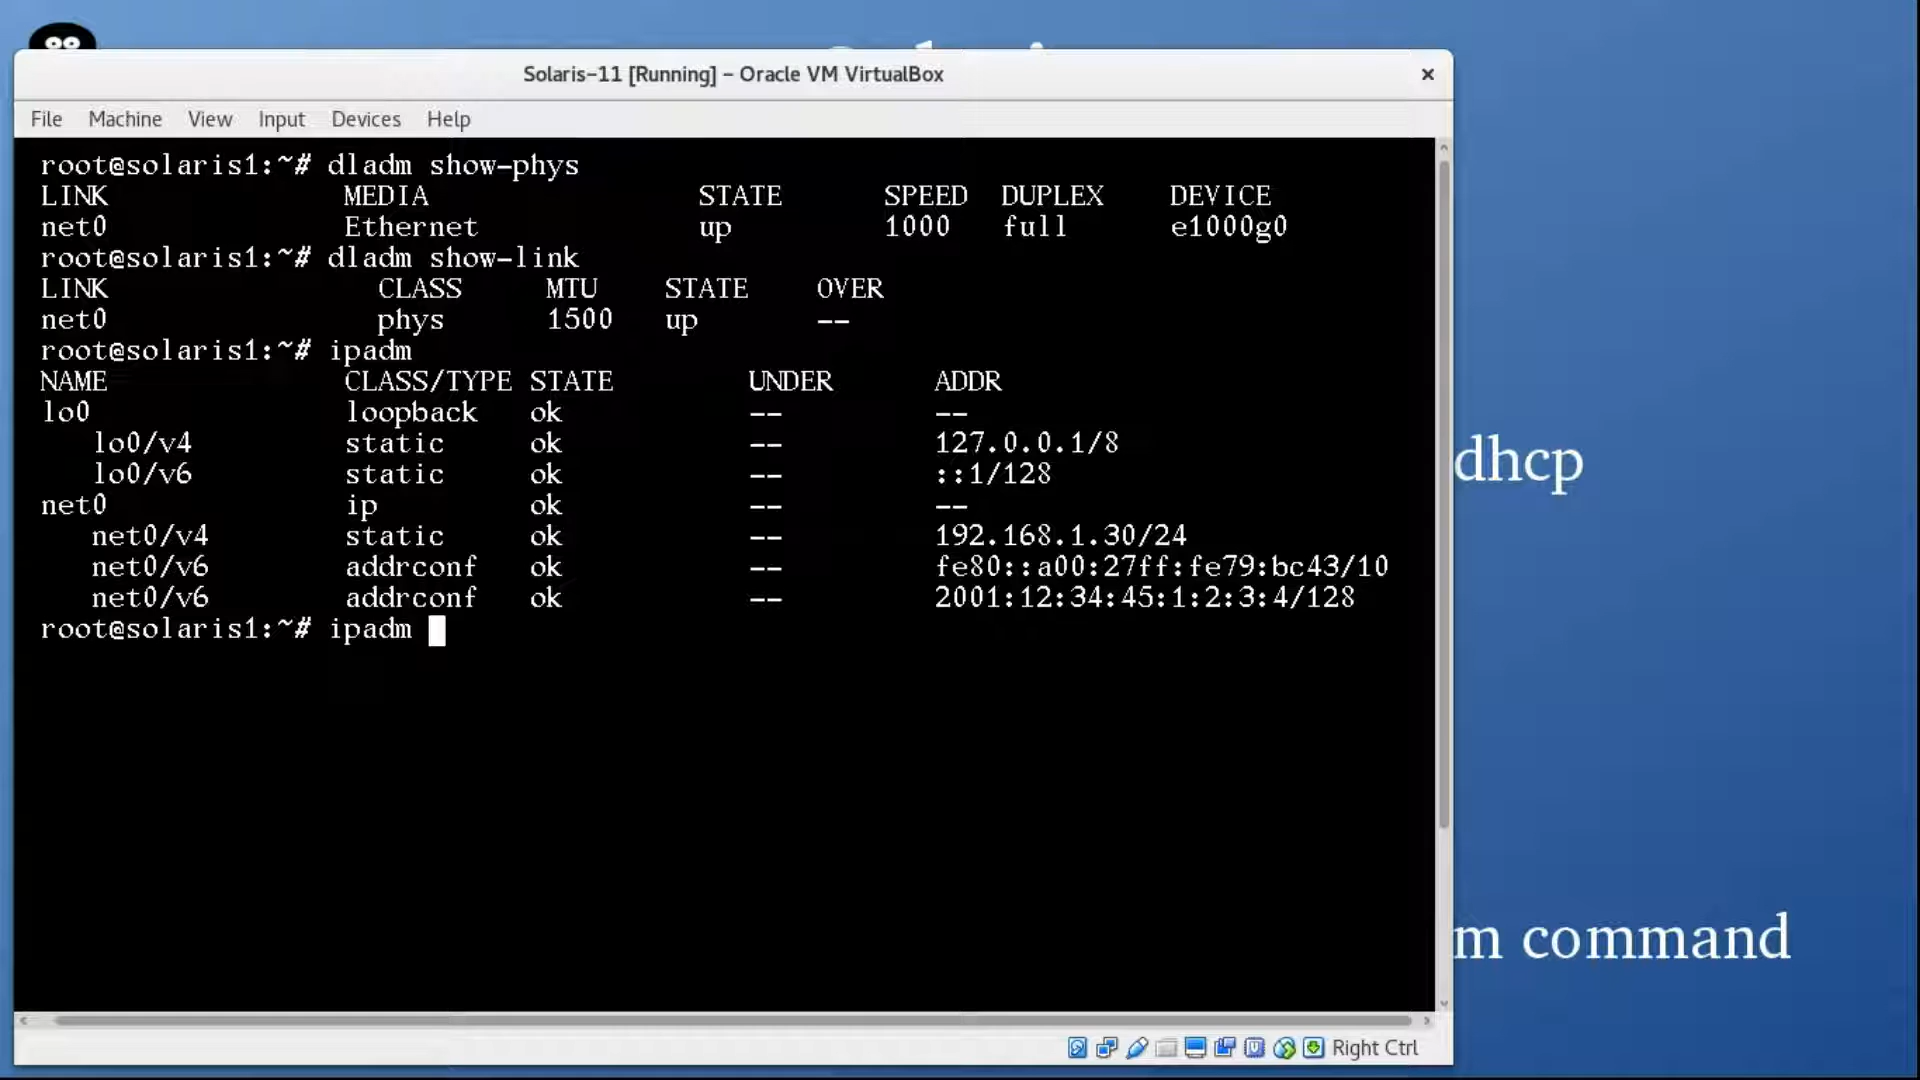 Solaris-11 [Running] - Oracle VM VirtualBox
File Machine View Input Devices Help
root@solaris1:~# dladm show-phys
LINK MEDIA STATE SPEED DUPLEX DEVICE
net0 Ethernet up 1000 full e1000g0
root@solaris1:~# dladm show-link
LINK CLASS MTU STATE OVER
net0 phys 1500 up --
root@solaris1:~# ipadm
NAME CLASS/TYPE STATE UNDER ADDR
lo0 loopback ok -- --
lo0/v4 static ok -- 127.0.0.1/8
lo0/v6 static ok -- ::1/128
net0 ip ok -- --
net0/v4 static ok -- 192.168.1.30/24
net0/v6 addrconf ok -- fe80::a00:27ff:fe79:bc43/10
net0/v6 addrconf ok -- 2001:12:34:45:1:2:3:4/128
root@solaris1:~# ipadm
dhcp
m command
Right Ctrl